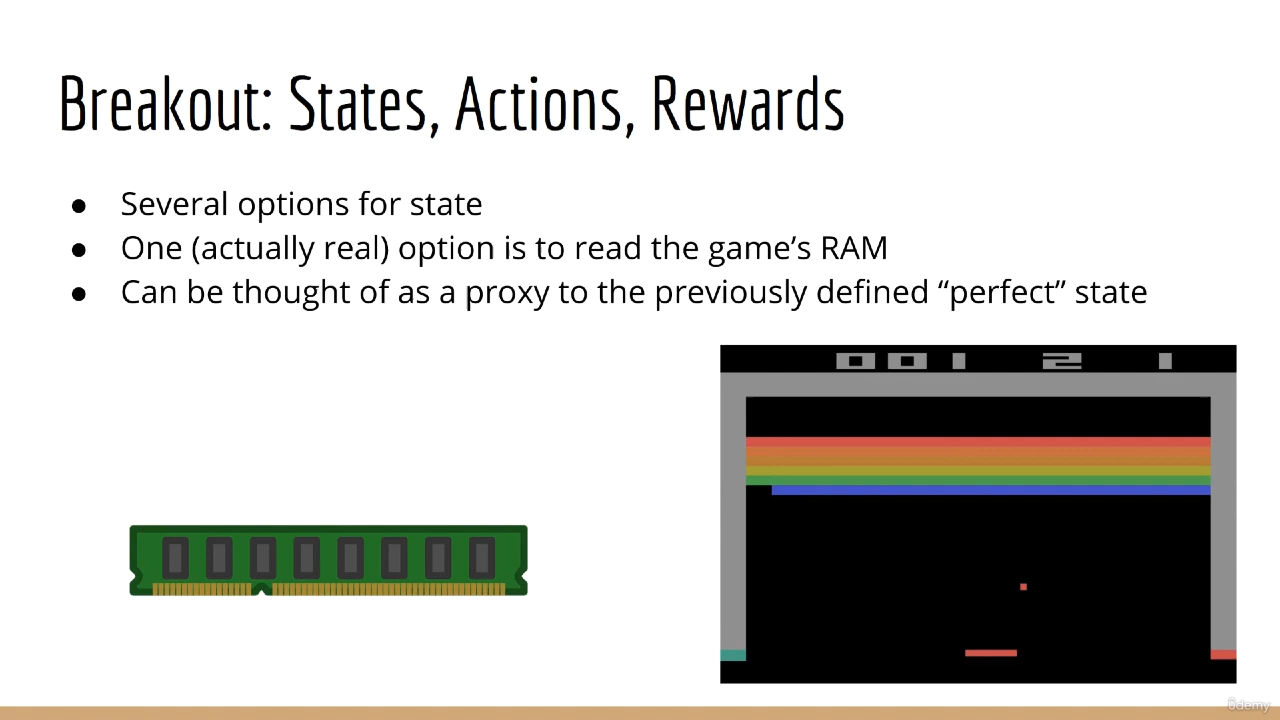 Breakout: States, Actions, Rewards
● Several options for state
● One (actually real) option is to read the game’s RAM
● Can be thought of as a proxy to the previously defined “perfect” state
001 2 1
ûdemy